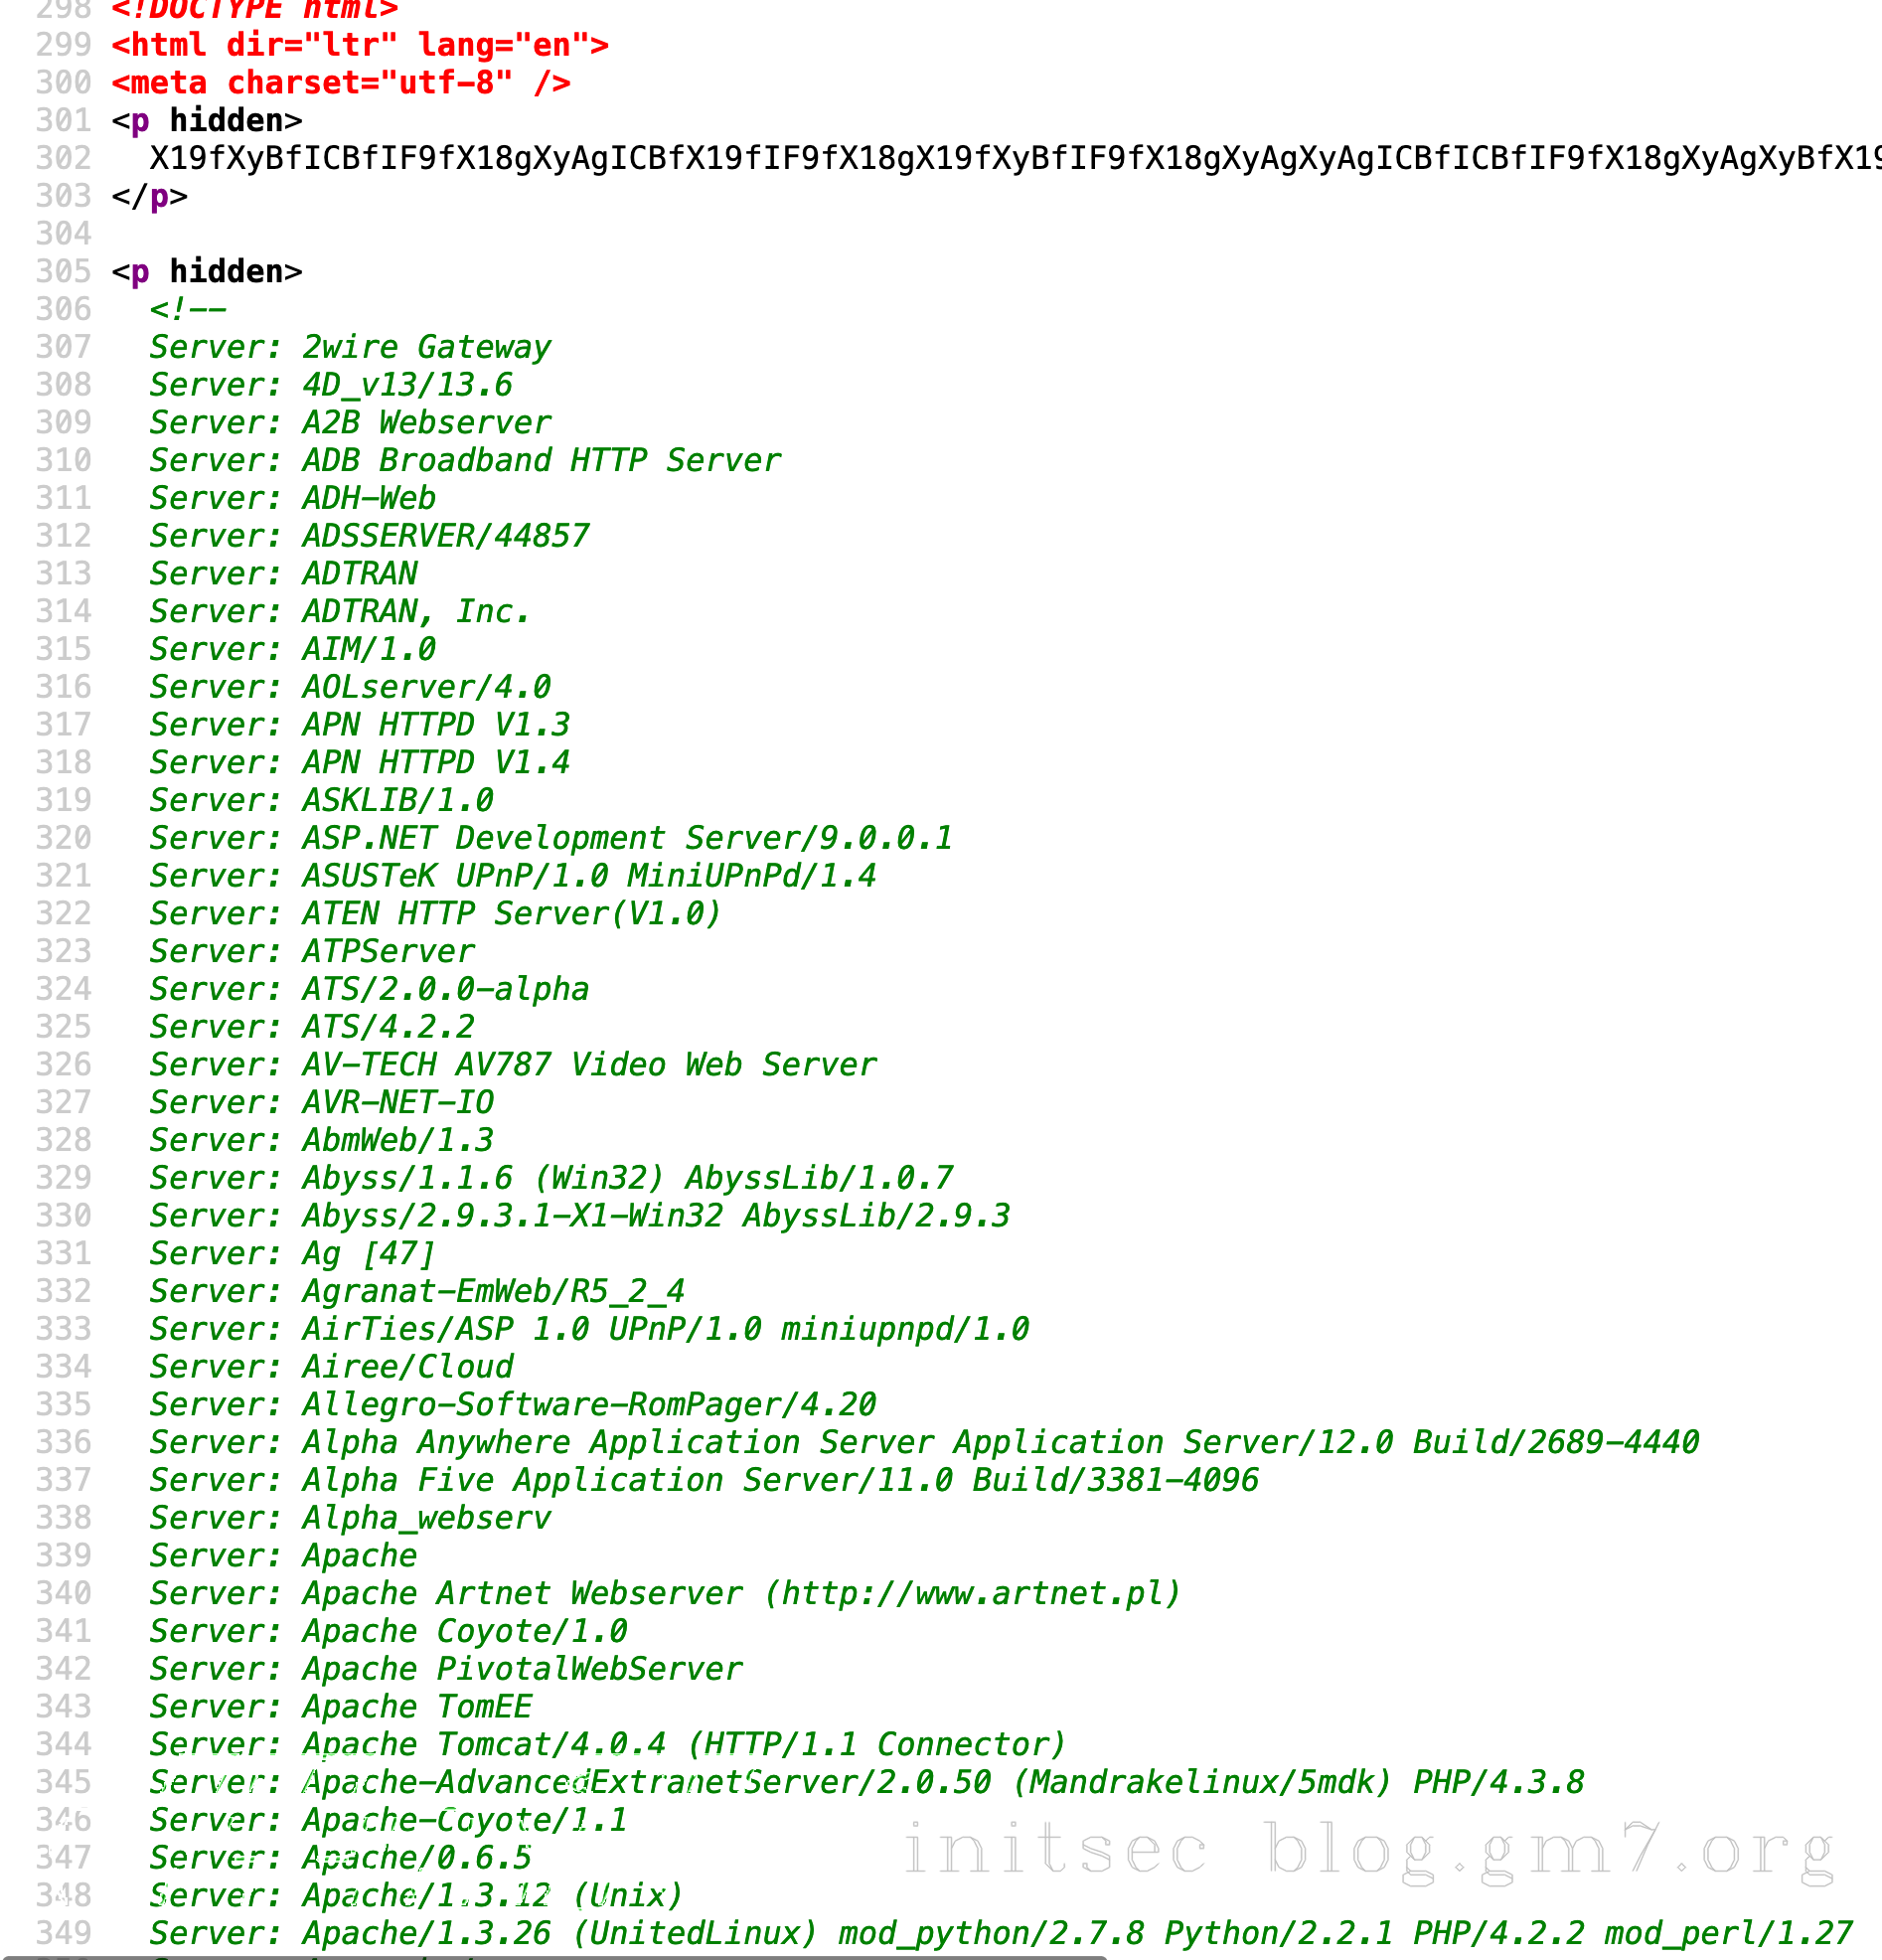 298 <!DOCTYPE html>
299 <html dir="ltr" lang="en">
300 <meta charset="utf-8" />
301 <p hidden>
302 X19fXyBfICBfIF9fX18gXyAgICBfX19fIF9fX18gX19fXyBfIF9fX18gXyAgXyAgICBfICBfIF9fX18gXyAgXyBfX19
303 </p>
304
305 <p hidden>
306 <!--
307 Server: 2wire Gateway
308 Server: 4D_v13/13.6
309 Server: A2B Webserver
310 Server: ADB Broadband HTTP Server
311 Server: ADH-Web
312 Server: ADSSERVER/44857
313 Server: ADTRAN
314 Server: ADTRAN, Inc.
315 Server: AIM/1.0
316 Server: AOLserver/4.0
317 Server: APN HTTPD V1.3
318 Server: APN HTTPD V1.4
319 Server: ASKLIB/1.0
320 Server: ASP.NET Development Server/9.0.0.1
321 Server: ASUSTeK UPnP/1.0 MiniUPnPd/1.4
322 Server: ATEN HTTP Server(V1.0)
323 Server: ATPServer
324 Server: ATS/2.0.0-alpha
325 Server: ATS/4.2.2
326 Server: AV-TECH AV787 Video Web Server
327 Server: AVR-NET-IO
328 Server: AbmWeb/1.3
329 Server: Abyss/1.1.6 (Win32) AbyssLib/1.0.7
330 Server: Abyss/2.9.3.1-X1-Win32 AbyssLib/2.9.3
331 Server: Ag [47]
332 Server: Agranat-EmWeb/R5_2_4
333 Server: AirTies/ASP 1.0 UPnP/1.0 miniupnpd/1.0
334 Server: Airee/Cloud
335 Server: Allegro-Software-RomPager/4.20
336 Server: Alpha Anywhere Application Server Application Server/12.0 Build/2689-4440
337 Server: Alpha Five Application Server/11.0 Build/3381-4096
338 Server: Alpha_webserv
339 Server: Apache
340 Server: Apache Artnet Webserver (http://www.artnet.pl)
341 Server: Apache Coyote/1.0
342 Server: Apache PivotalWebServer
343 Server: Apache TomEE
344 Server: Apache Tomcat/4.0.4 (HTTP/1.1 Connector)
345 Server: Apache-AdvancedExtranetServer/2.0.50 (Mandrakelinux/5mdk) PHP/4.3.8
346 Server: Apache-Coyote/1.1
347 Server: Apache/0.6.5
348 Server: Apache/1.3.12 (Unix)
349 Server: Apache/1.3.26 (UnitedLinux) mod_python/2.7.8 Python/2.2.1 PHP/4.2.2 mod_perl/1.27
initsec blog.gm7.org